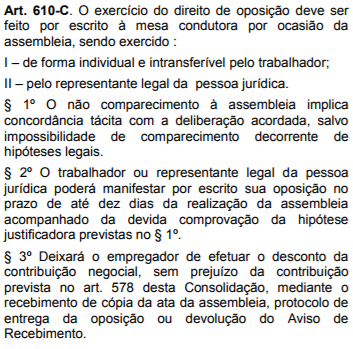 Art. 610-C. O exercício do direito de oposição deve ser
feito por escrito à mesa condutora por ocasião da
assembleia, sendo exercido :
I – de forma individual e intransferível pelo trabalhador;
II – pelo representante legal da pessoa jurídica.
§ 1º O não comparecimento à assembleia implica
concordância tácita com a deliberação acordada, salvo
impossibilidade de comparecimento decorrente de
hipóteses legais.
§ 2º O trabalhador ou representante legal da pessoa
jurídica poderá manifestar por escrito sua oposição no
prazo de até dez dias da realização da assembleia
acompanhado da devida comprovação da hipótese
justificadora previstas no § 1º.
§ 3º Deixará o empregador de efetuar o desconto da
contribuição negocial, sem prejuízo da contribuição
prevista no art. 578 desta Consolidação, mediante o
recebimento de cópia da ata da assembleia, protocolo de
entrega da oposição ou devolução do Aviso de
Recebimento.